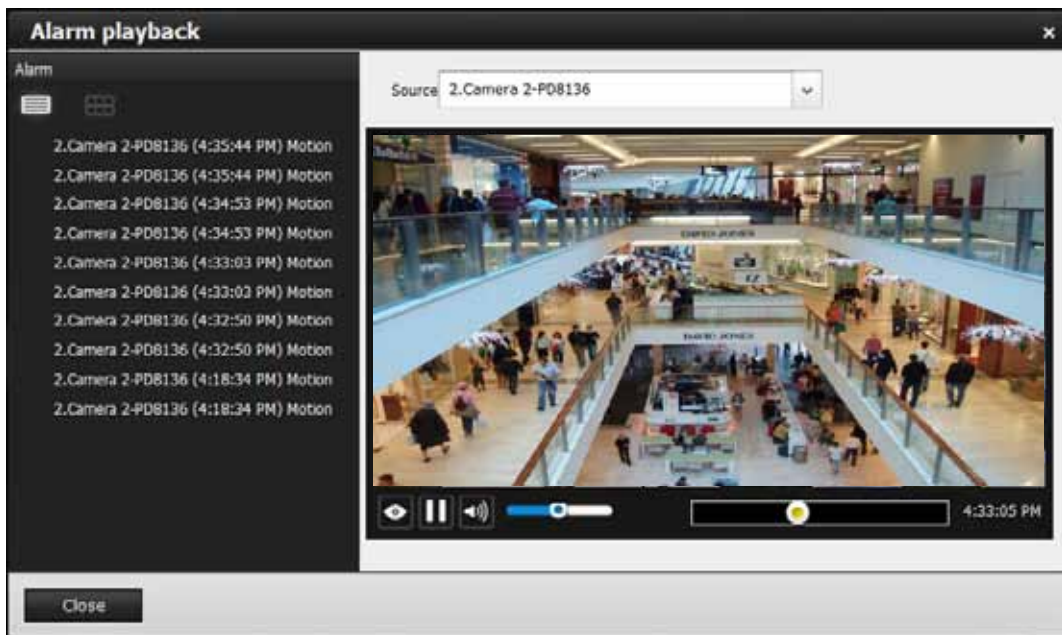 Alarm playback
Alarm
Source 2.Camera 2-PD8136
2.Camera 2-PD8136 (4:35:44 PM) Motion
2.Camera 2-PD8136 (4:35:44 PM) Motion
2.Camera 2-PD8136 (4:34:53 PM) Motion
2.Camera 2-PD8136 (4:34:53 PM) Motion
2.Camera 2-PD8136 (4:33:03 PM) Motion
2.Camera 2-PD8136 (4:33:03 PM) Motion
2.Camera 2-PD8136 (4:32:50 PM) Motion
2.Camera 2-PD8136 (4:32:50 PM) Motion
2.Camera 2-PD8136 (4:18:34 PM) Motion
2.Camera 2-PD8136 (4:18:34 PM) Motion
DAVID JONES
DAVID JONES
4:33:05 PM
Close